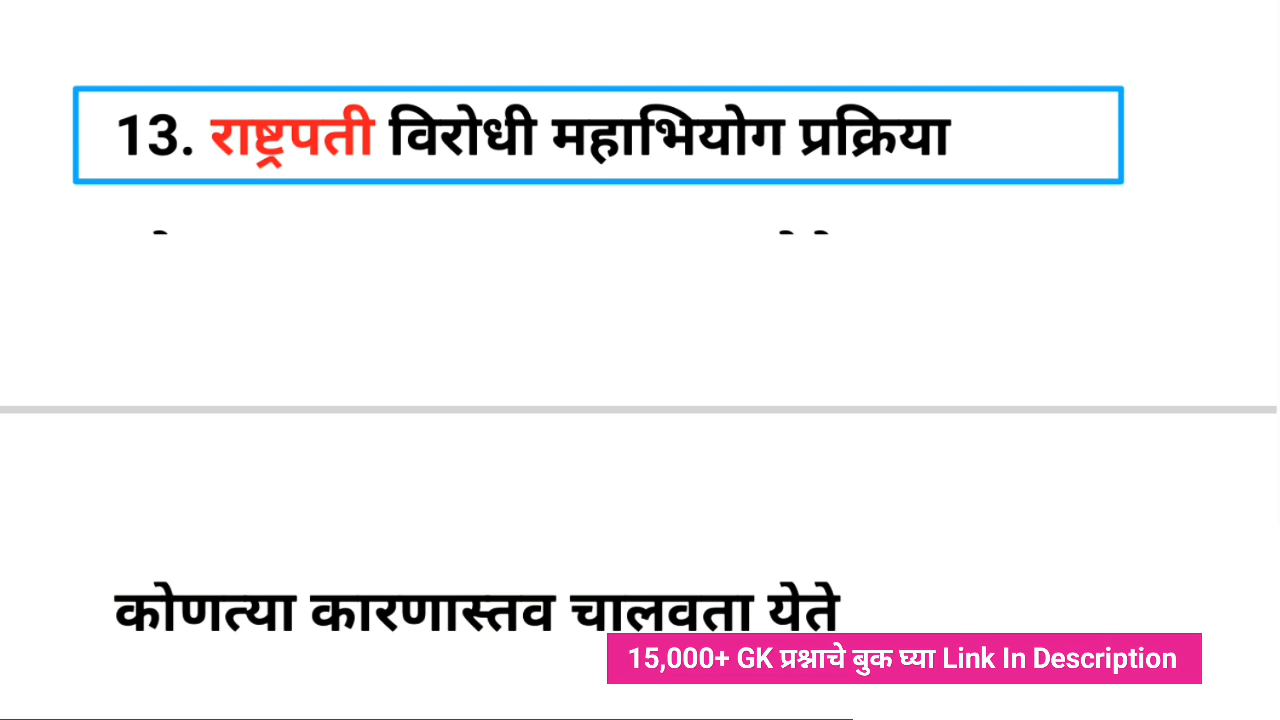 13. राष्ट्रपती विरोधी महाभियोग प्रक्रिया
कोणत्या कारणास्तव चालवता येते
15,000+ GK प्रश्नाचे बुक घ्या Link In Description